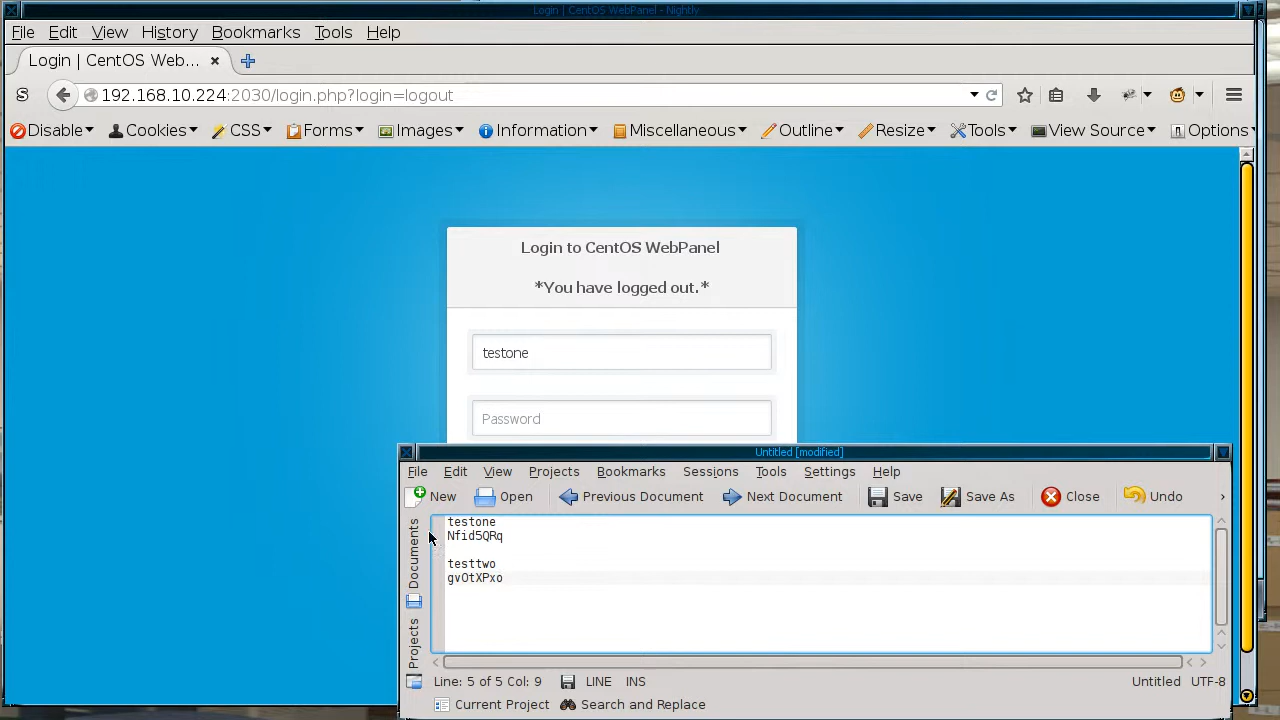 Login | CentOS WebPanel - Nightly
File Edit View History Bookmarks Tools Help
Login | CentOS Web...
S 192.168.10.224:2030/login.php?login=logout
Disable Cookies CSS Forms Images Information Miscellaneous Outline Resize Tools View Source Options
Login to CentOS WebPanel
*You have logged out.*
testone
Password
Untitled [modified]
File Edit View Projects Bookmarks Sessions Tools Settings Help
New Open Previous Document Next Document Save Save As Close Undo
Documents
Projects
testone
Nfid5QRq
testtwo
gvOtXPxo
Line: 5 of 5 Col: 9 LINE INS Untitled UTF-8
Current Project Search and Replace